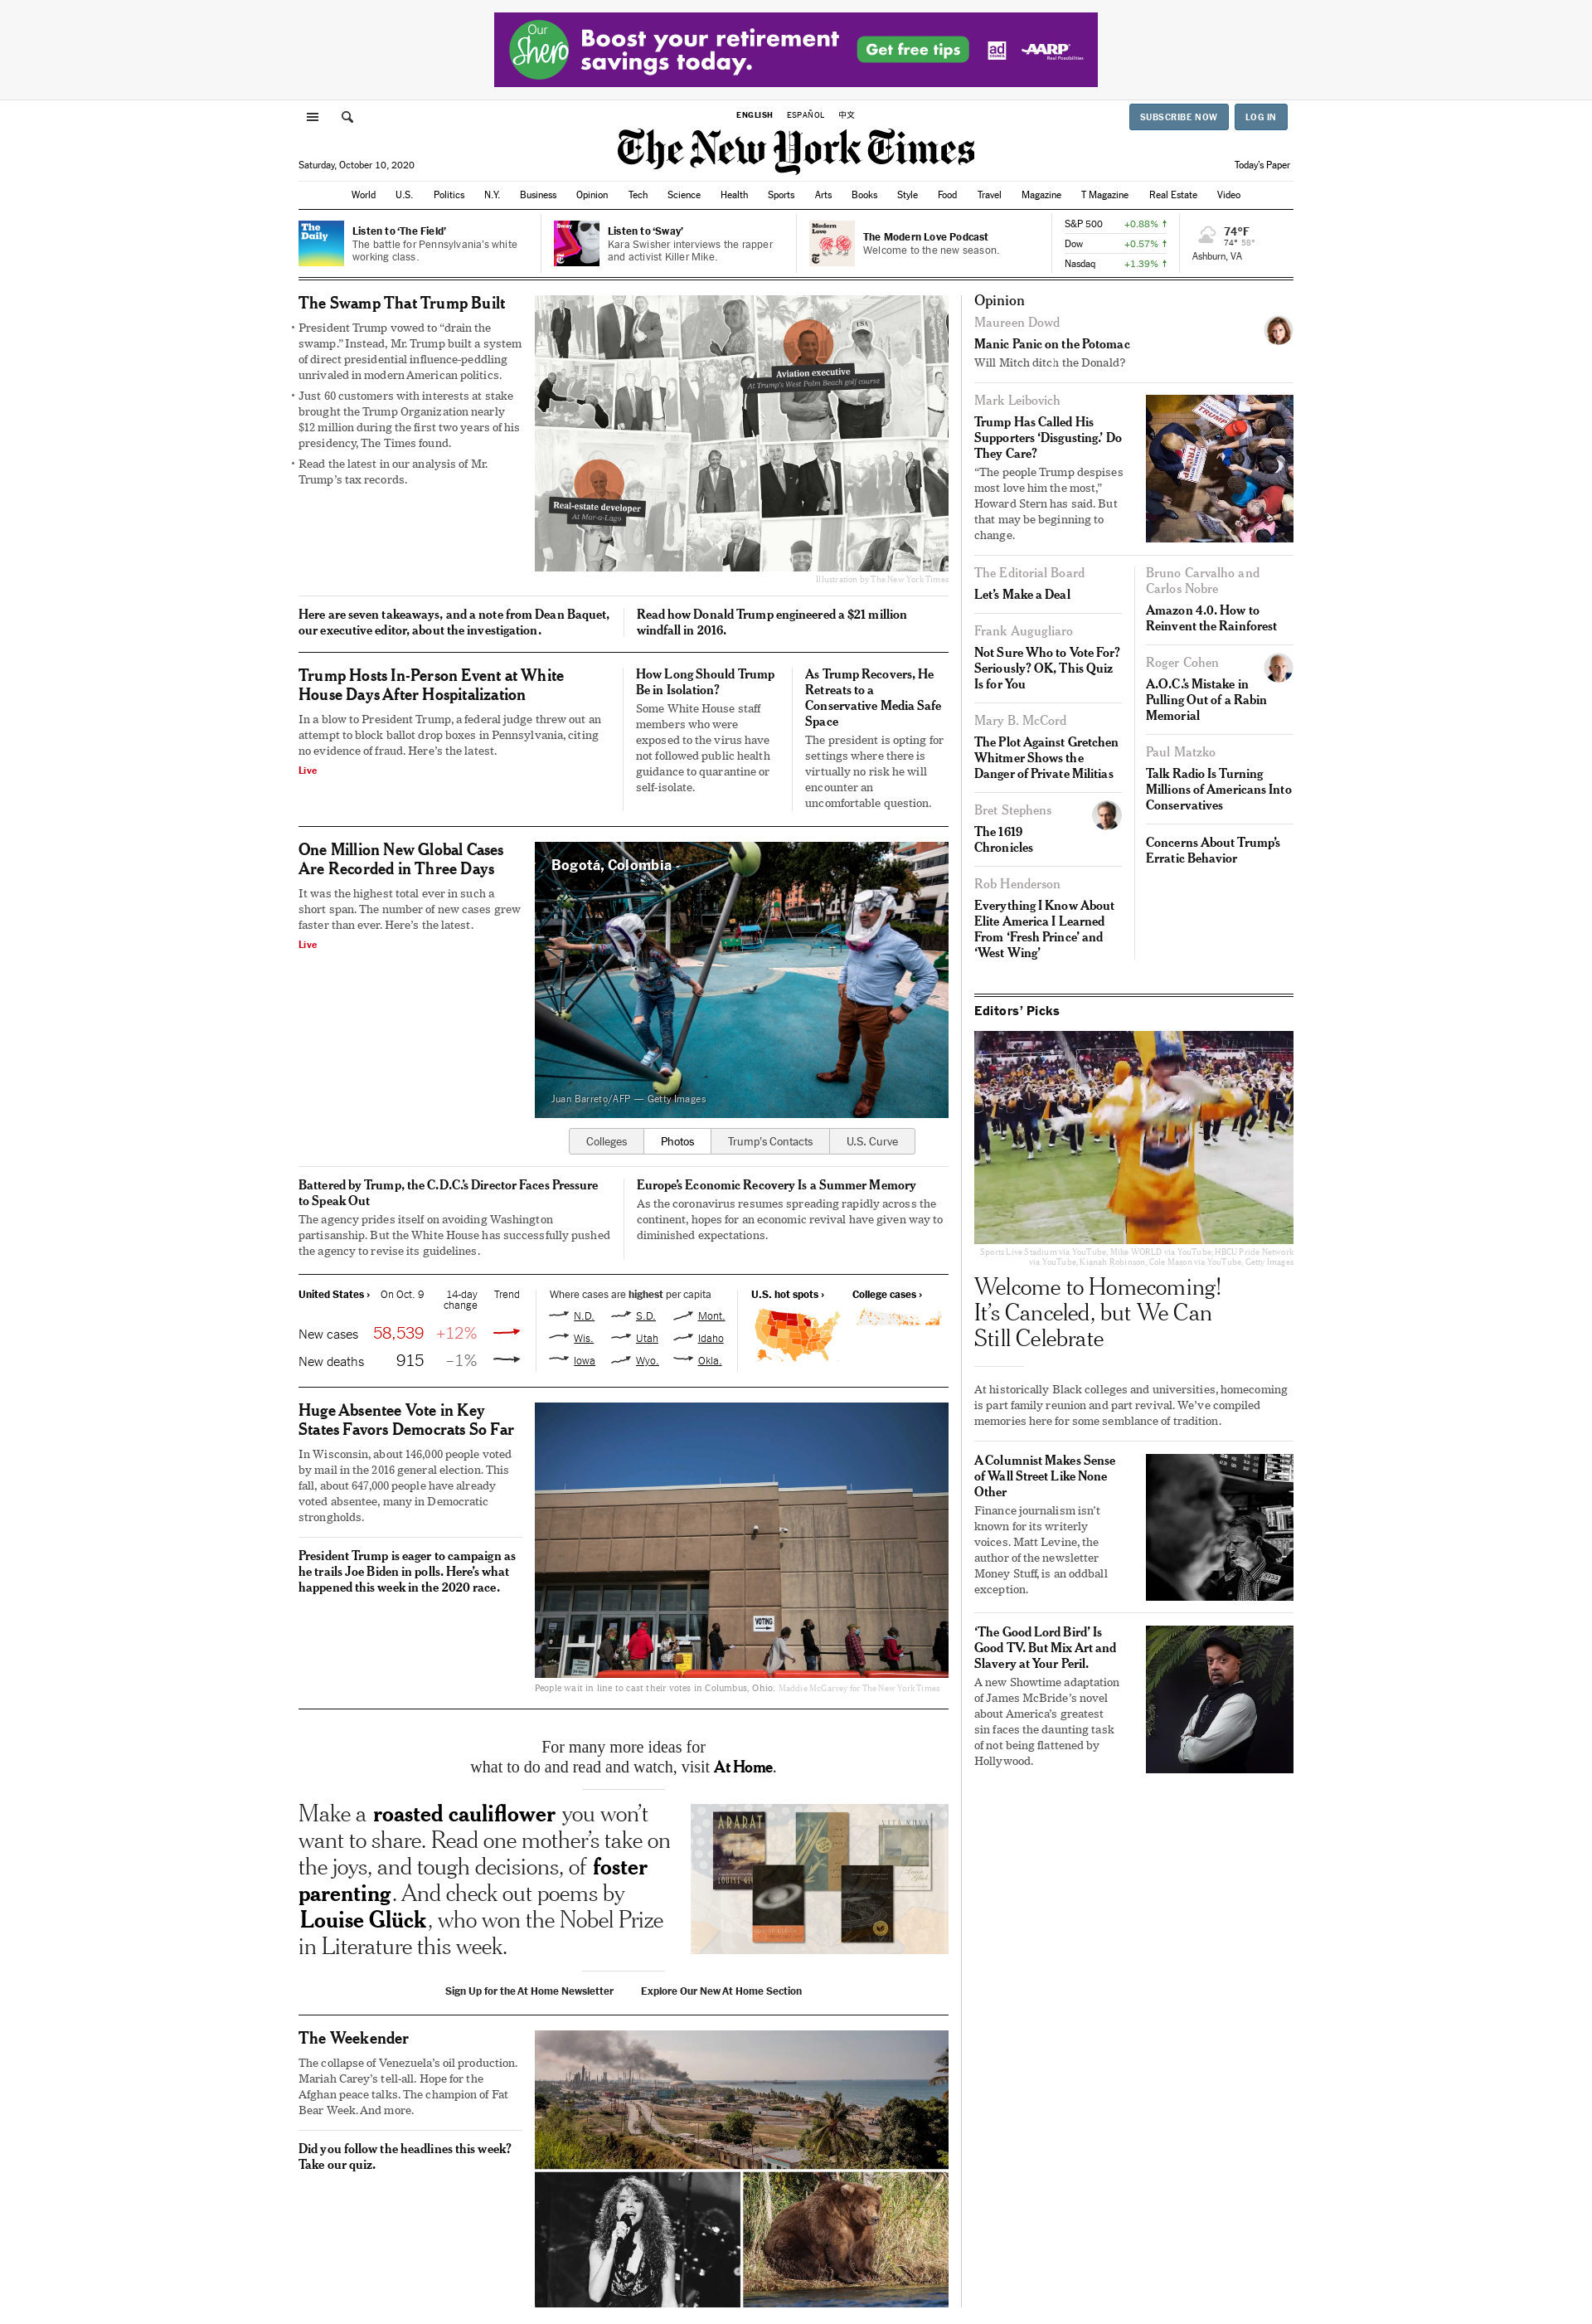 Our
Shero
Boost your retirement
savings today.
Get free tips
ad
AARP
Real Possibilities
ENGLISH ESPAÑOL 中文
SUBSCRIBE NOW LOG IN
The New York Times
Saturday, October 10, 2020
Today's Paper
World U.S. Politics N.Y. Business Opinion Tech Science Health Sports Arts Books Style Food Travel Magazine T Magazine Real Estate Video
The
Daily
Listen to ‘The Field’
The battle for Pennsylvania’s white
working class.
Sway
Listen to ‘Sway’
Kara Swisher interviews the rapper
and activist Killer Mike.
Modern
Love
The Modern Love Podcast
Welcome to the new season.
S&P 500 +0.88% ↑
Dow +0.57% ↑
Nasdaq +1.39% ↑
74°F
74° 58°
Ashburn, VA
The Swamp That Trump Built
• President Trump vowed to “drain the
swamp.” Instead, Mr. Trump built a system
of direct presidential influence-peddling
unrivaled in modern American politics.
• Just 60 customers with interests at stake
brought the Trump Organization nearly
$12 million during the first two years of his
presidency, The Times found.
• Read the latest in our analysis of Mr.
Trump’s tax records.
USA
Aviation executive
At Trump's West Palm Beach golf course
Real-estate developer
At Mar-a-Lago
Illustration by The New York Times
Here are seven takeaways, and a note from Dean Baquet,
our executive editor, about the investigation.
Read how Donald Trump engineered a $21 million
windfall in 2016.
Trump Hosts In-Person Event at White
House Days After Hospitalization
In a blow to President Trump, a federal judge threw out an
attempt to block ballot drop boxes in Pennsylvania, citing
no evidence of fraud. Here’s the latest.
Live
How Long Should Trump
Be in Isolation?
Some White House staff
members who were
exposed to the virus have
not followed public health
guidance to quarantine or
self-isolate.
As Trump Recovers, He
Retreats to a
Conservative Media Safe
Space
The president is opting for
settings where there is
virtually no risk he will
encounter an
uncomfortable question.
One Million New Global Cases
Are Recorded in Three Days
It was the highest total ever in such a
short span. The number of new cases grew
faster than ever. Here’s the latest.
Live
Bogotá, Colombia
Juan Barreto/AFP — Getty Images
Colleges Photos Trump's Contacts U.S. Curve
Battered by Trump, the C.D.C.’s Director Faces Pressure
to Speak Out
The agency prides itself on avoiding Washington
partisanship. But the White House has successfully pushed
the agency to revise its guidelines.
Europe’s Economic Recovery Is a Summer Memory
As the coronavirus resumes spreading rapidly across the
continent, hopes for an economic revival have given way to
diminished expectations.
United States › On Oct. 9 14-day Trend
change
New cases 58,539 +12%
New deaths 915 –1%
Where cases are highest per capita
N.D. S.D. Mont.
Wis. Utah Idaho
Iowa Wyo. Okla.
U.S. hot spots ›
College cases ›
Huge Absentee Vote in Key
States Favors Democrats So Far
In Wisconsin, about 146,000 people voted
by mail in the 2016 general election. This
fall, about 647,000 people have already
voted absentee, many in Democratic
strongholds.
President Trump is eager to campaign as
he trails Joe Biden in polls. Here’s what
happened this week in the 2020 race.
VOTING
People wait in line to cast their votes in Columbus, Ohio. Maddie McGarvey for The New York Times
For many more ideas for
what to do and read and watch, visit At Home.
Make a roasted cauliflower you won’t
want to share. Read one mother’s take on
the joys, and tough decisions, of foster
parenting. And check out poems by
Louise Glück, who won the Nobel Prize
in Literature this week.
ARARAT
LOUISE GLÜCK
VITA NOVA
Sign Up for the At Home Newsletter Explore Our New At Home Section
The Weekender
The collapse of Venezuela’s oil production.
Mariah Carey’s tell-all. Hope for the
Afghan peace talks. The champion of Fat
Bear Week. And more.
Did you follow the headlines this week?
Take our quiz.
Opinion
Maureen Dowd
Manic Panic on the Potomac
Will Mitch ditch the Donald?
Mark Leibovich
Trump Has Called His
Supporters ‘Disgusting.’ Do
They Care?
“The people Trump despises
most love him the most,”
Howard Stern has said. But
that may be beginning to
change.
TRUMP
TRUMP
The Editorial Board
Let’s Make a Deal
Frank Augugliaro
Not Sure Who to Vote For?
Seriously? OK, This Quiz
Is for You
Mary B. McCord
The Plot Against Gretchen
Whitmer Shows the
Danger of Private Militias
Bret Stephens
The 1619
Chronicles
Rob Henderson
Everything I Know About
Elite America I Learned
From ‘Fresh Prince’ and
‘West Wing’
Bruno Carvalho and
Carlos Nobre
Amazon 4.0. How to
Reinvent the Rainforest
Roger Cohen
A.O.C.’s Mistake in
Pulling Out of a Rabin
Memorial
Paul Matzko
Talk Radio Is Turning
Millions of Americans Into
Conservatives
Concerns About Trump’s
Erratic Behavior
Editors’ Picks
Sports Live Stadium via YouTube, Mike WORLD via YouTube, HBCU Pride Network
via YouTube, Kianah Robinson, Cole Mason via YouTube, Getty Images
Welcome to Homecoming!
It’s Canceled, but We Can
Still Celebrate
At historically Black colleges and universities, homecoming
is part family reunion and part revival. We’ve compiled
memories here for some semblance of tradition.
A Columnist Makes Sense
of Wall Street Like None
Other
Finance journalism isn’t
known for its writerly
voices. Matt Levine, the
author of the newsletter
Money Stuff, is an oddball
exception.
‘The Good Lord Bird’ Is
Good TV. But Mix Art and
Slavery at Your Peril.
A new Showtime adaptation
of James McBride’s novel
about America’s greatest
sin faces the daunting task
of not being flattened by
Hollywood.